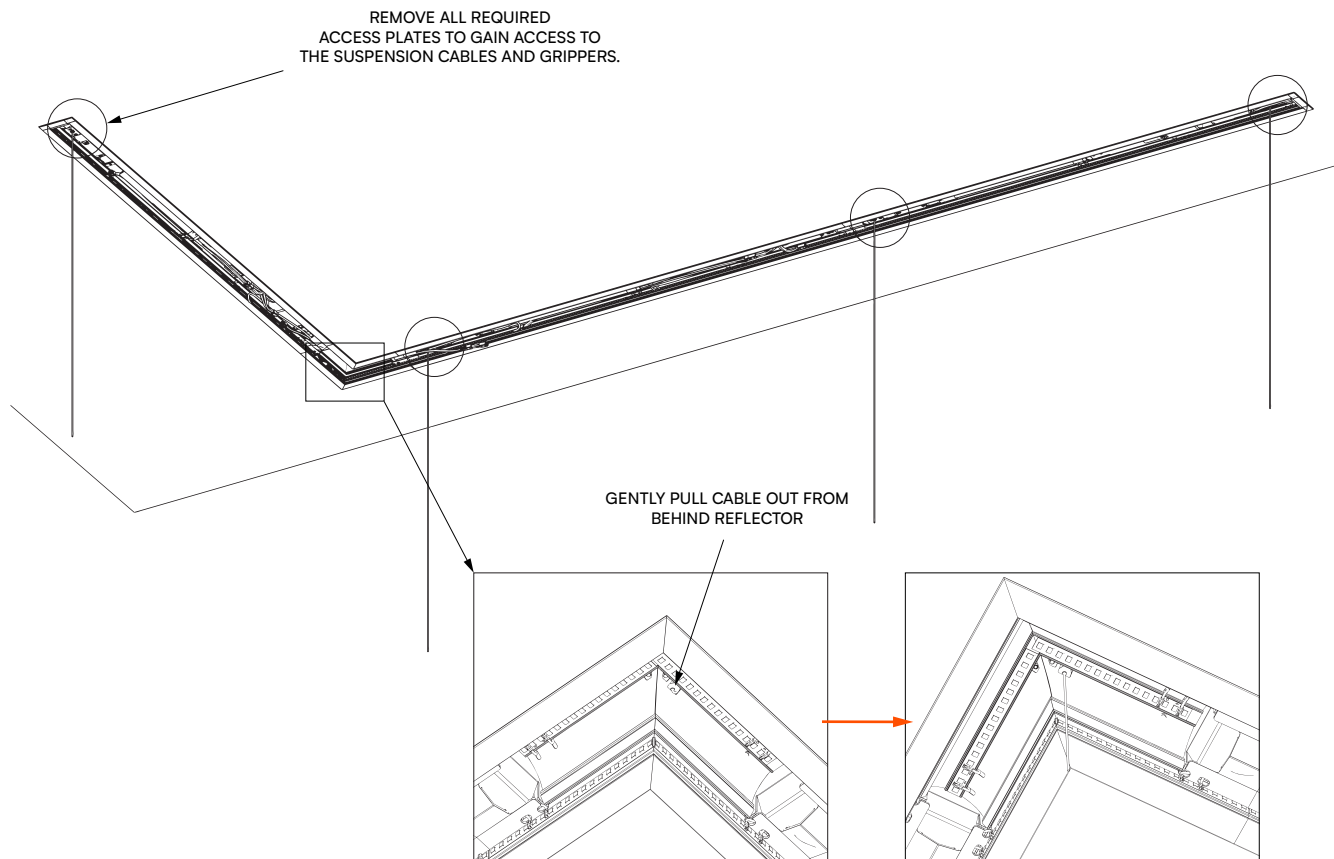 REMOVE ALL REQUIRED
ACCESS PLATES TO GAIN ACCESS TO
THE SUSPENSION CABLES AND GRIPPERS.
GENTLY PULL CABLE OUT FROM
BEHIND REFLECTOR